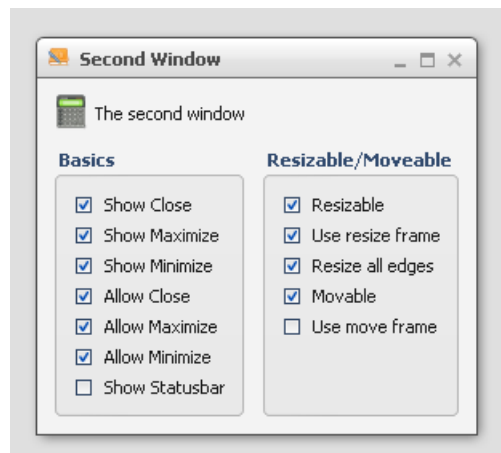 Second Window
The second window
Basics
Show Close
Show Maximize
Show Minimize
Allow Close
Allow Maximize
Allow Minimize
Show Statusbar
Resizable/Moveable
Resizable
Use resize frame
Resize all edges
Movable
Use move frame